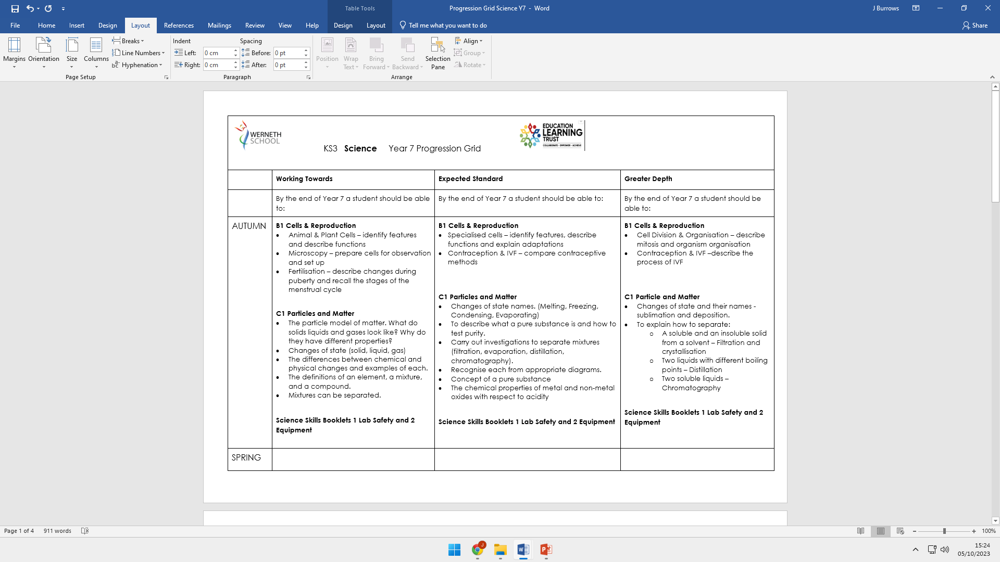 Table Tools
Progression Grid Science Y7 - Word
J Burrows
File
Home
Insert
Design
Layout
References
Mailings
Review
View
Help
Design
Layout
Tell me what you want to do
Share
Margins
Orientation
Size
Columns
Breaks
Line Numbers
Hyphenation
Page Setup
Indent
Left: 0 cm
Right: 0 cm
Spacing
Before: 0 pt
After: 0 pt
Paragraph
Position
Wrap
Text
Bring
Forward
Send
Backward
Selection
Pane
Align
Group
Rotate
Arrange
WERNETH
SCHOOL
KS3 Science Year 7 Progression Grid
EDUCATION
LEARNING
TRUST
COLLABORATE · EMPOWER · ACHIEVE
Working Towards
Expected Standard
Greater Depth
By the end of Year 7 a student should be able
to:
By the end of Year 7 a student should be able to:
By the end of Year 7 a student should be
able to:
AUTUMN
B1 Cells & Reproduction
• Animal & Plant Cells – identify features
and describe functions
• Microscopy – prepare cells for observation
and set up
• Fertilisation – describe changes during
puberty and recall the stages of the
menstrual cycle
C1 Particles and Matter
• The particle model of matter. What do
solids liquids and gases look like? Why do
they have different properties?
• Changes of state (solid, liquid, gas)
• The differences between chemical and
physical changes and examples of each.
• The definitions of an element, a mixture,
and a compound.
• Mixtures can be separated.
Science Skills Booklets 1 Lab Safety and 2
Equipment
B1 Cells & Reproduction
• Specialised cells – identify features, describe
functions and explain adaptations
• Contraception & IVF – compare contraceptive
methods
C1 Particles and Matter
• Changes of state names. (Melting, Freezing,
Condensing, Evaporating)
• To describe what a pure substance is and how to
test purity.
• Carry out investigations to separate mixtures
(filtration, evaporation, distillation,
chromatography).
• Recognise each from appropriate diagrams.
• Concept of a pure substance
• The chemical properties of metal and non-metal
oxides with respect to acidity
Science Skills Booklets 1 Lab Safety and 2 Equipment
B1 Cells & Reproduction
• Cell Division & Organisation – describe
mitosis and organism organisation
• Contraception & IVF –describe the
process of IVF
C1 Particle and Matter
• Changes of state and their names -
sublimation and deposition.
• To explain how to separate:
o A soluble and an insoluble solid
from a solvent – Filtration and
crystallisation
o Two liquids with different boiling
points – Distillation
o Two soluble liquids –
Chromatography
Science Skills Booklets 1 Lab Safety and 2
Equipment
SPRING
Page 1 of 4
911 words
100%
15:24
05/10/2023